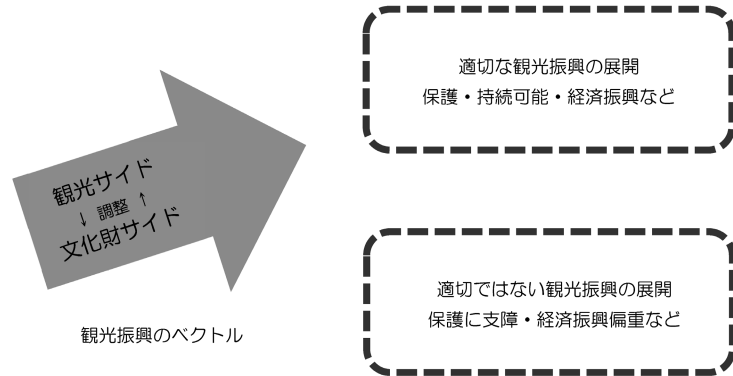 適切な観光振興の展開
保護・持続可能・経済振興など
観光サイド
↓ 調整 ↑
文化財サイド
適切ではない観光振興の展開
保護に支障・経済振興偏重など
観光振興のベクトル